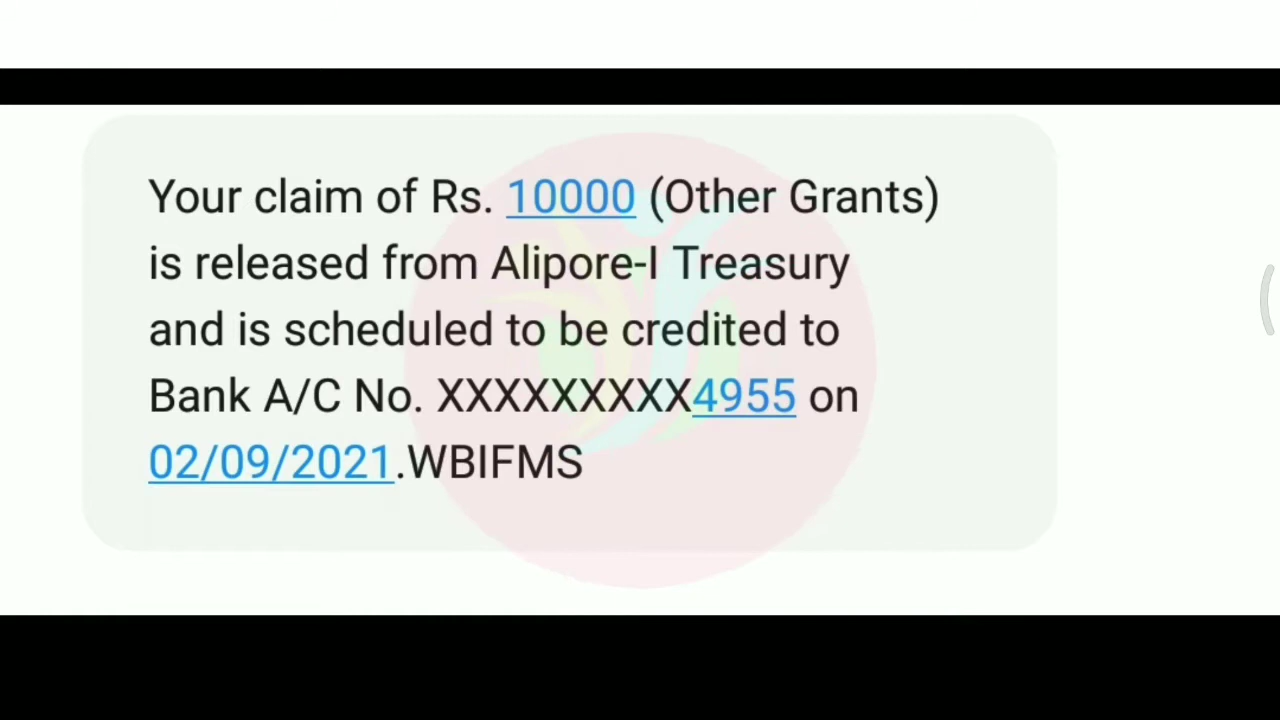 Your claim of Rs. 10000 (Other Grants)
is released from Alipore-I Treasury
and is scheduled to be credited to
Bank A/C No. XXXXXXXXX4955 on
02/09/2021.WBIFMS